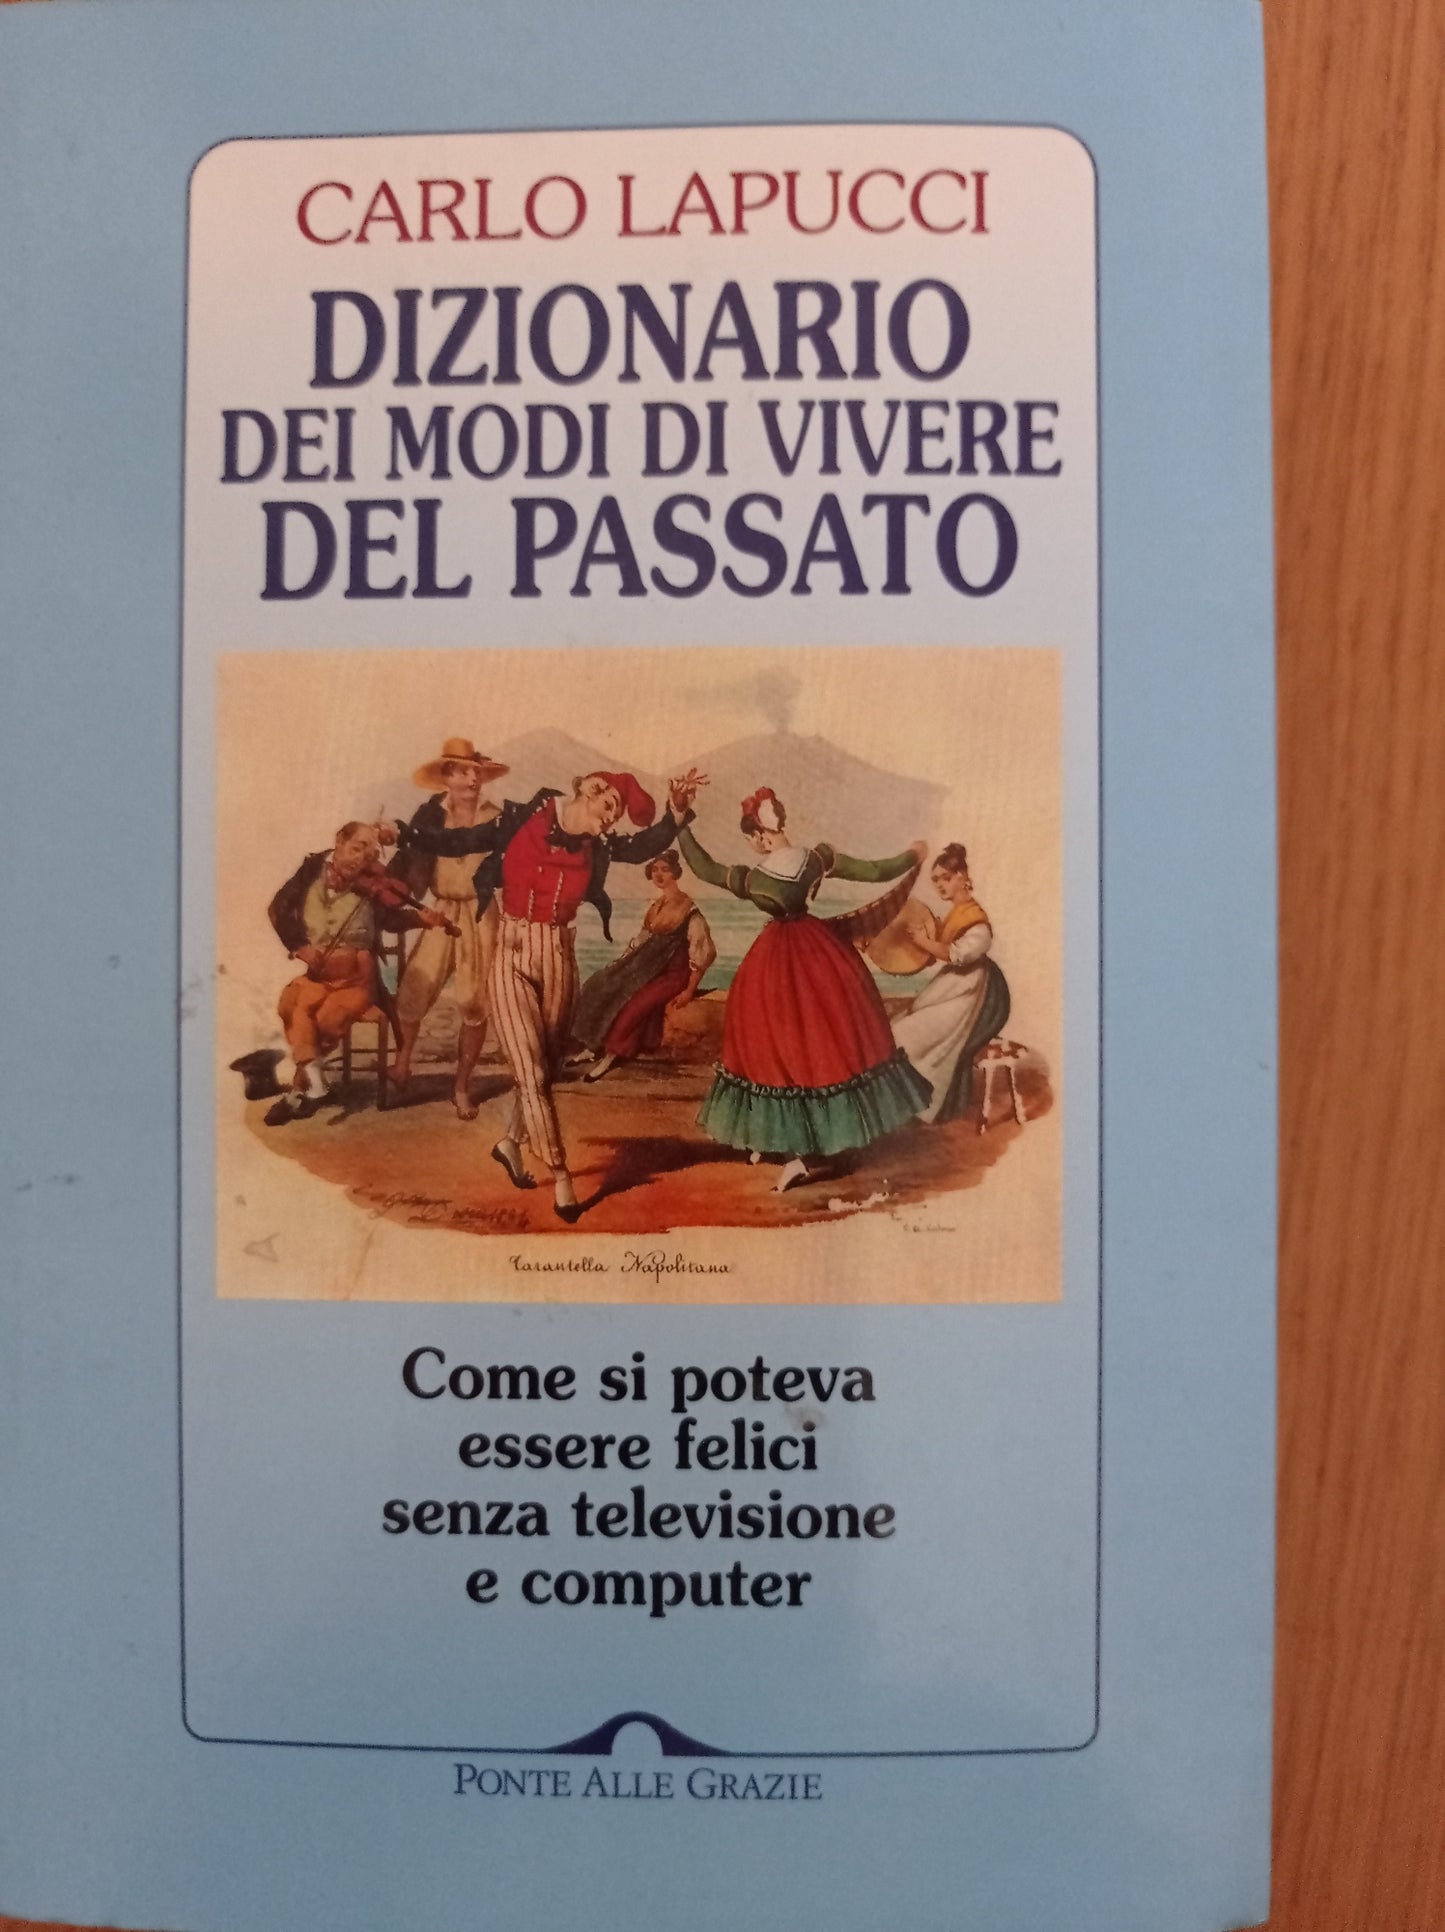 CARLO LAPUCCI
DIZIONARIO
DEI MODI DI VIVERE
DEL PASSATO
Tarantella Napolitana
Come si poteva
essere felici
senza televisione
e computer
PONTE ALLE GRAZIE